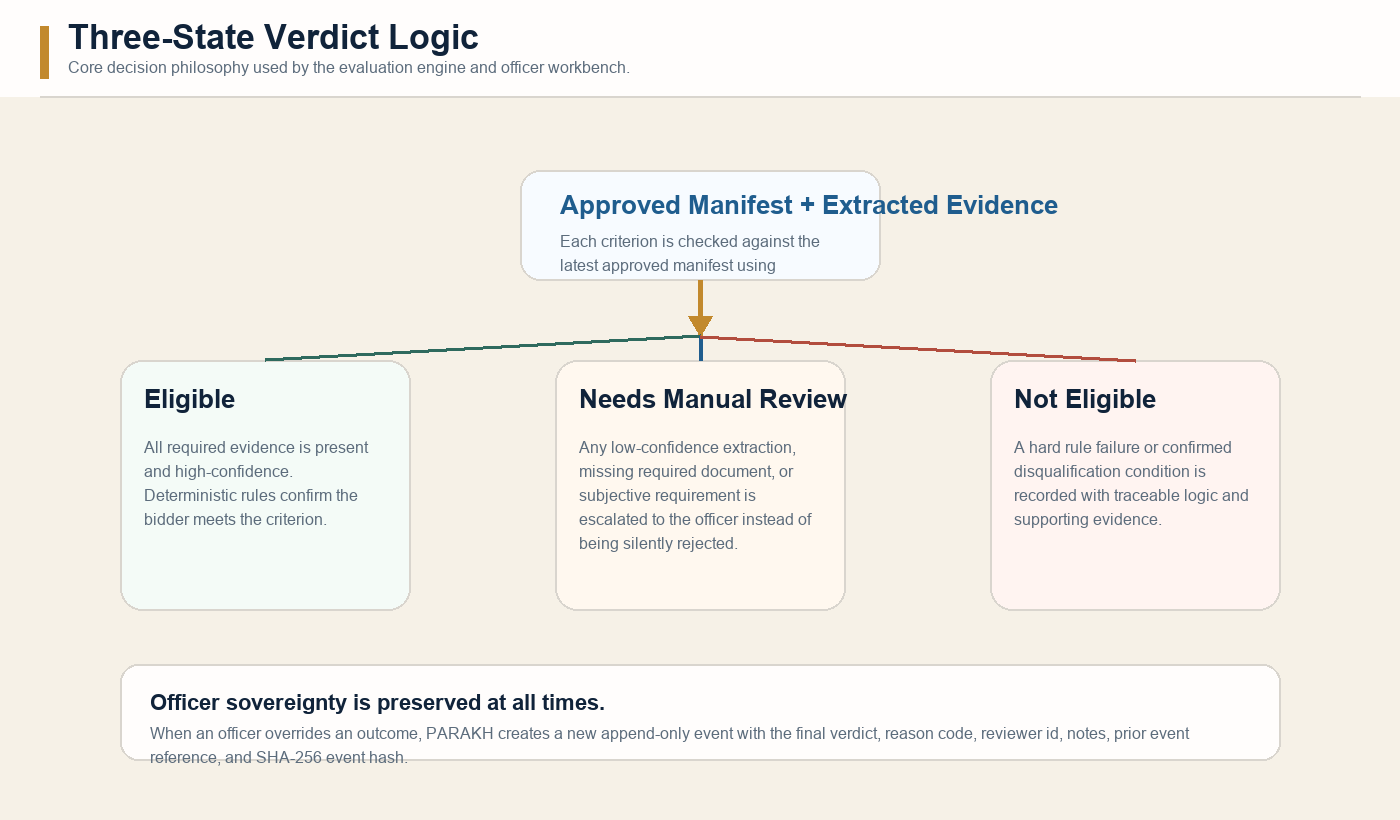 Three-State Verdict Logic
Core decision philosophy used by the evaluation engine and officer workbench.
Approved Manifest + Extracted Evidence
Each criterion is checked against the
latest approved manifest using
Eligible
All required evidence is present
and high-confidence.
Deterministic rules confirm the
bidder meets the criterion.
Needs Manual Review
Any low-confidence extraction,
missing required document, or
subjective requirement is
escalated to the officer instead of
being silently rejected.
Not Eligible
A hard rule failure or confirmed
disqualification condition is
recorded with traceable logic and
supporting evidence.
Officer sovereignty is preserved at all times.
When an officer overrides an outcome, PARAKH creates a new append-only event with the final verdict, reason code, reviewer id, notes, prior event
reference, and SHA-256 event hash.